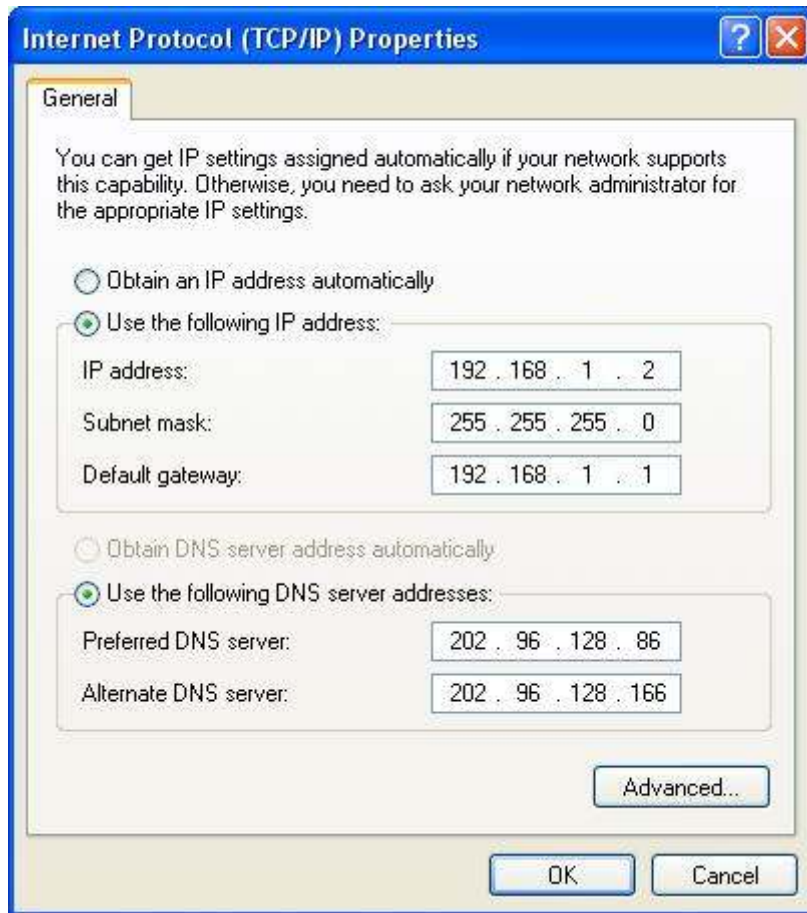 Internet Protocol (TCP/IP) Properties
General
You can get IP settings assigned automatically if your network supports
this capability. Otherwise, you need to ask your network administrator for
the appropriate IP settings.
Obtain an IP address automatically
Use the following IP address:
IP address: 192 . 168 . 1 . 2
Subnet mask: 255 . 255 . 255 . 0
Default gateway: 192 . 168 . 1 . 1
Obtain DNS server address automatically
Use the following DNS server addresses:
Preferred DNS server: 202 . 96 . 128 . 86
Alternate DNS server: 202 . 96 . 128 . 166
Advanced...
OK Cancel